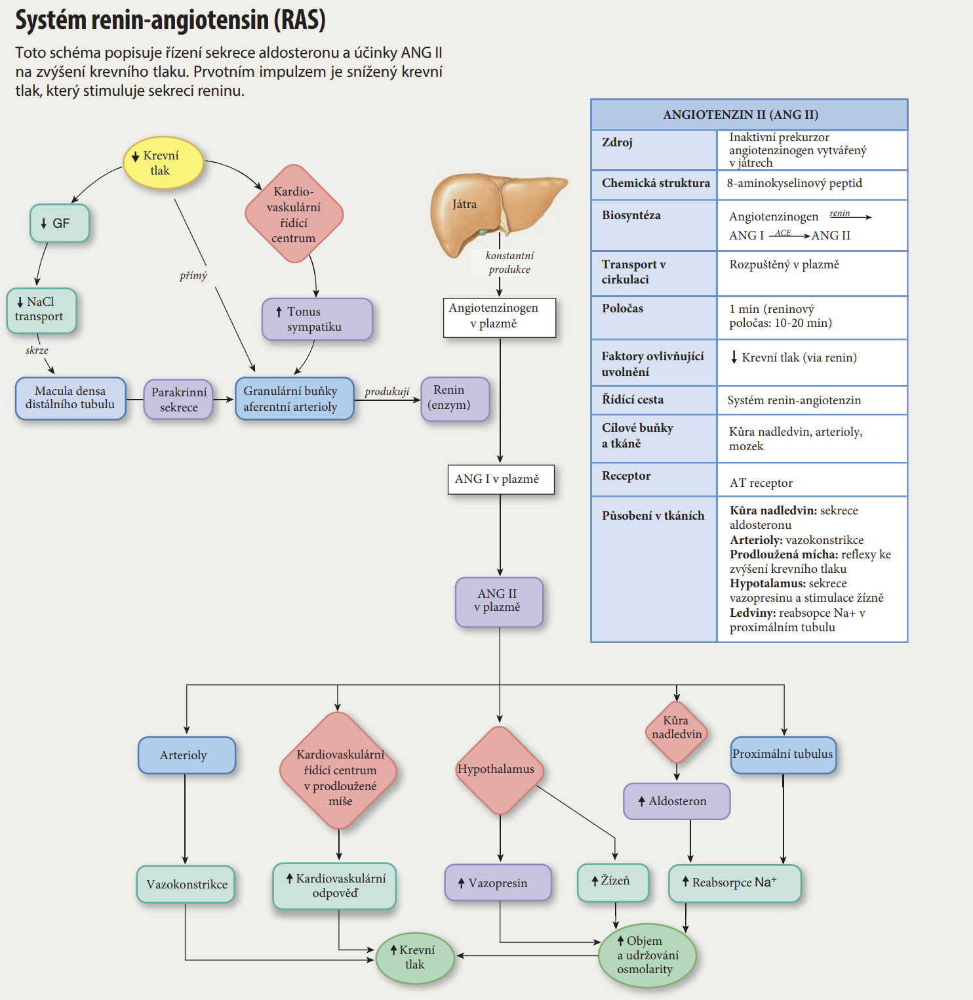 Systém renin-angiotensin (RAS)
Toto schéma popisuje řízení sekrece aldosteronu a účinky ANG II
na zvýšení krevního tlaku. Prvotním impulzem je snížený krevní
tlak, který stimuluje sekreci reninu.
↓ Krevní
tlak
Kardio-
vaskulární
řídící
centrum
↓ GF
přímý
↓ NaCl
transport
↑ Tonus
sympatiku
skrze
Macula densa
distálního tubulu
Parakrinní
sekrece
Granulární buňky
aferentní arterioly
produkují
Renin
(enzym)
Játra
konstantní
produkce
Angiotenzinogen
v plazmě
ANG I v plazmě
ANG II
v plazmě
ANGIOTENZIN II (ANG II)
Zdroj
Inaktivní prekurzor
angiotenzinogen vytvářený
v játrech
Chemická struktura
8-aminokyselinový peptid
Biosyntéza
Angiotenzinogen renin
ANG I ACE ANG II
Transport v
cirkulaci
Rozpuštěný v plazmě
Poločas
1 min (reninový
poločas: 10-20 min)
Faktory ovlivňující
uvolnění
↓ Krevní tlak (via renin)
Řídící cesta
Systém renin-angiotenzin
Cílové buňky
a tkáně
Kůra nadledvin, arterioly,
mozek
Receptor
AT receptor
Působení v tkáních
Kůra nadledvin: sekrece
aldosteronu
Arterioly: vazokonstrikce
Prodloužená mícha: reflexy ke
zvýšení krevního tlaku
Hypotalamus: sekrece
vazopresinu a stimulace žízně
Ledviny: reabsopce Na+ v
proximálním tubulu
Arterioly
Kardiovaskulární
řídící centrum
v prodloužené
míše
Hypothalamus
Kůra
nadledvin
Proximální tubulus
↑ Aldosteron
Vazokonstrikce
↑ Kardiovaskulární
odpověď
↑ Vazopresin
↑ Žízeň
↑ Reabsorpce Na⁺
↑ Krevní
tlak
↑ Objem
a udržování
osmolarity